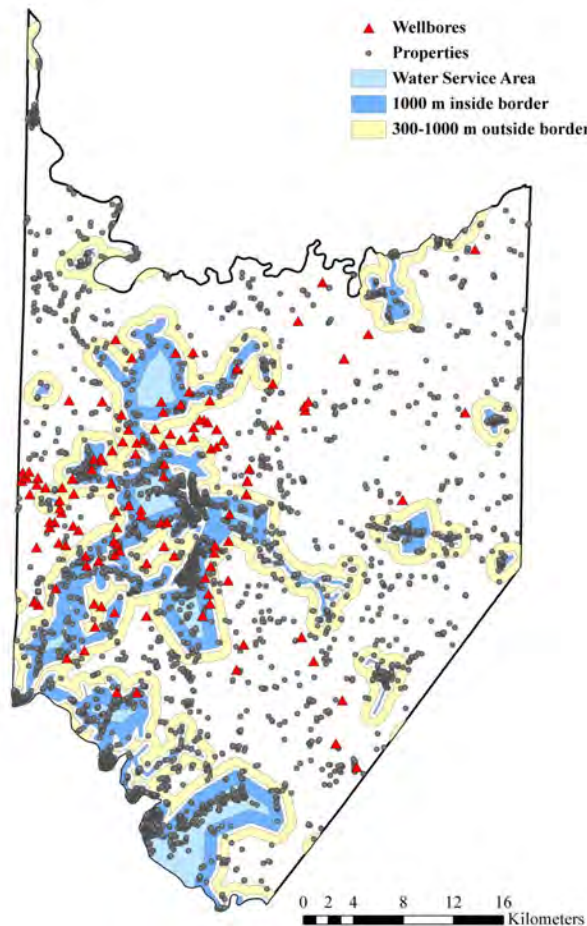 Wellbores
Properties
Water Service Area
1000 m inside border
300-1000 m outside border
0 2 4 8 12 16
Kilometers